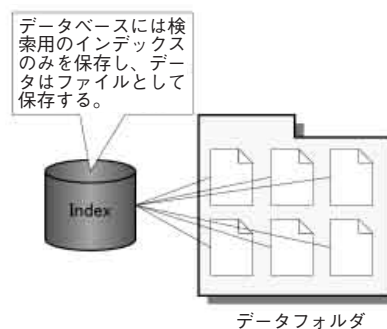 データベースには検
索用のインデックス
のみを保存し、デー
タはファイルとして
保存する。
Index
データフォルダ